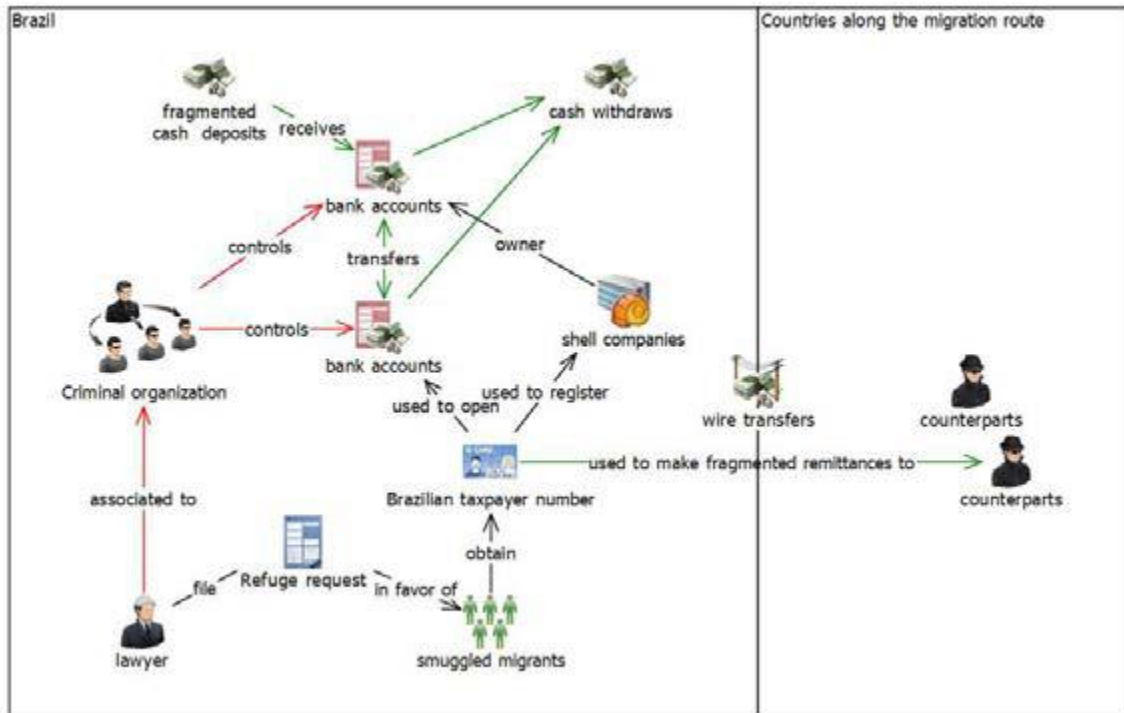 Brazil
Countries along the migration route
fragmented
cash deposits
receives
cash withdraws
bank accounts
controls
owner
transfers
controls
shell companies
bank accounts
Criminal organization
used to register
used to open
wire transfers
counterparts
used to make fragmented remittances to
associated to
Brazilian taxpayer number
counterparts
obtain
Refuge request
file
in favor of
lawyer
smuggled migrants